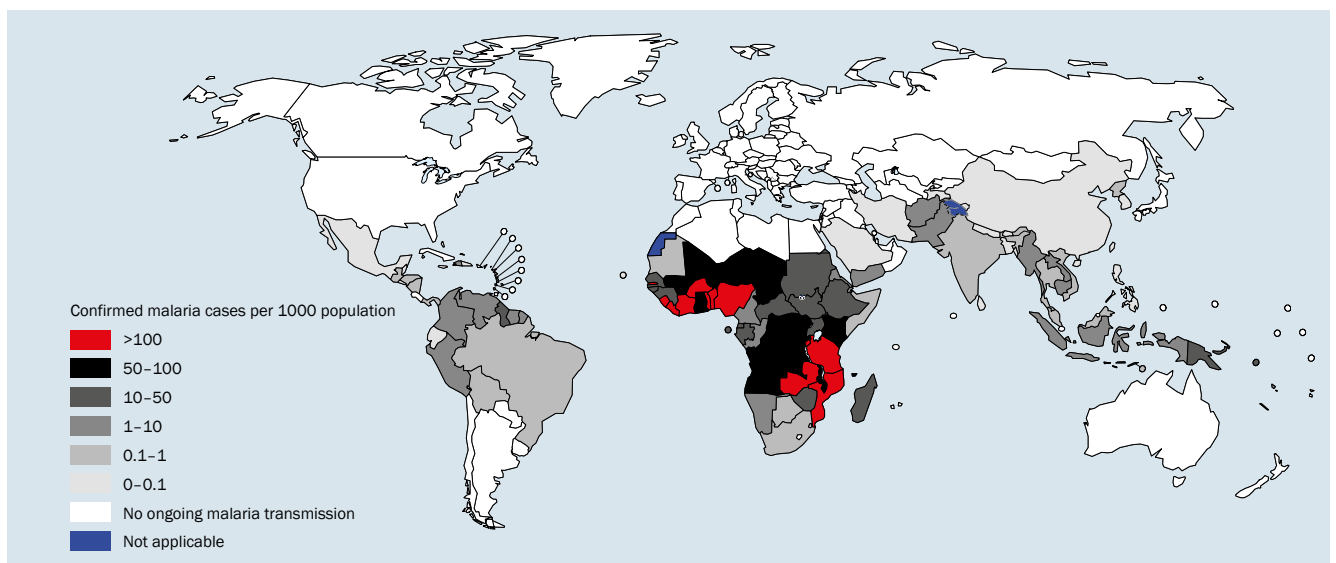 Confirmed malaria cases per 1000 population
>100
50–100
10–50
1–10
0.1–1
0–0.1
No ongoing malaria transmission
Not applicable